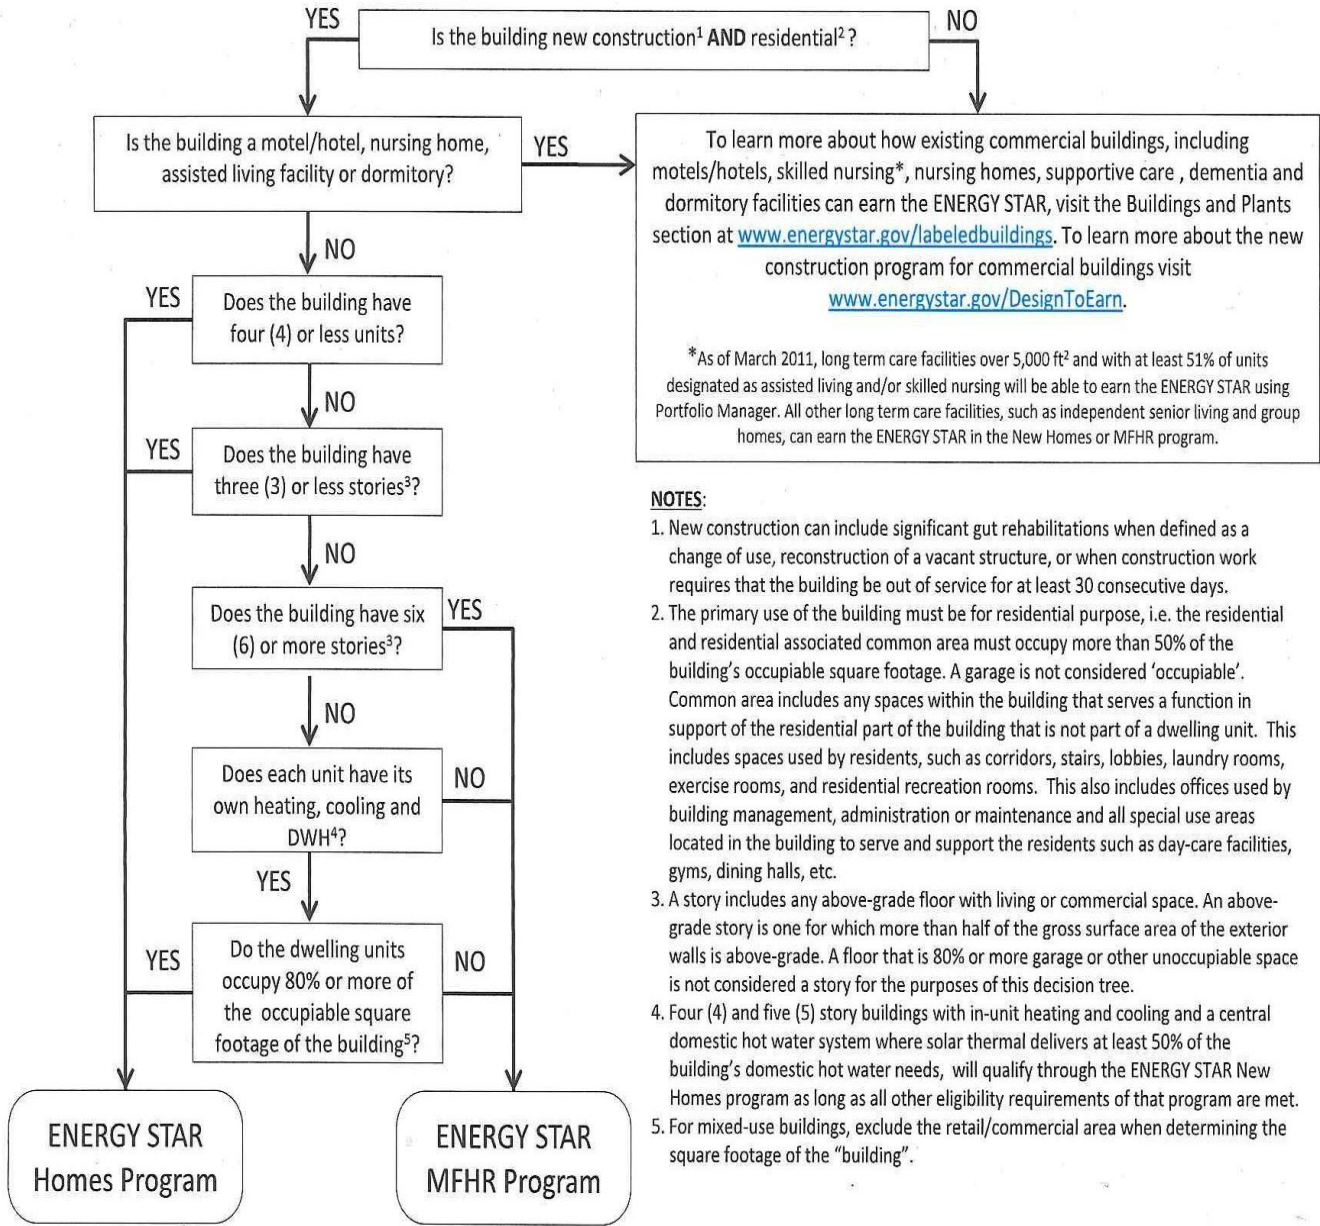 YES
Is the building new construction¹ AND residential²?
NO
Is the building a motel/hotel, nursing home,
assisted living facility or dormitory?
YES
To learn more about how existing commercial buildings, including
motels/hotels, skilled nursing*, nursing homes, supportive care , dementia and
dormitory facilities can earn the ENERGY STAR, visit the Buildings and Plants
section at www.energystar.gov/labeledbuildings. To learn more about the new
construction program for commercial buildings visit
www.energystar.gov/DesignToEarn.
*As of March 2011, long term care facilities over 5,000 ft² and with at least 51% of units
designated as assisted living and/or skilled nursing will be able to earn the ENERGY STAR using
Portfolio Manager. All other long term care facilities, such as independent senior living and group
homes, can earn the ENERGY STAR in the New Homes or MFHR program.
NO
YES
Does the building have
four (4) or less units?
NO
YES
Does the building have
three (3) or less stories³?
NO
Does the building have six
(6) or more stories³?
YES
NO
Does each unit have its
own heating, cooling and
DWH⁴?
NO
YES
YES
Do the dwelling units
occupy 80% or more of
the occupiable square
footage of the building⁵?
NO
ENERGY STAR
Homes Program
ENERGY STAR
MFHR Program
NOTES:
1. New construction can include significant gut rehabilitations when defined as a
change of use, reconstruction of a vacant structure, or when construction work
requires that the building be out of service for at least 30 consecutive days.
2. The primary use of the building must be for residential purpose, i.e. the residential
and residential associated common area must occupy more than 50% of the
building's occupiable square footage. A garage is not considered 'occupiable'.
Common area includes any spaces within the building that serves a function in
support of the residential part of the building that is not part of a dwelling unit. This
includes spaces used by residents, such as corridors, stairs, lobbies, laundry rooms,
exercise rooms, and residential recreation rooms. This also includes offices used by
building management, administration or maintenance and all special use areas
located in the building to serve and support the residents such as day-care facilities,
gyms, dining halls, etc.
3. A story includes any above-grade floor with living or commercial space. An above-
grade story is one for which more than half of the gross surface area of the exterior
walls is above-grade. A floor that is 80% or more garage or other unoccupiable space
is not considered a story for the purposes of this decision tree.
4. Four (4) and five (5) story buildings with in-unit heating and cooling and a central
domestic hot water system where solar thermal delivers at least 50% of the
building's domestic hot water needs, will qualify through the ENERGY STAR New
Homes program as long as all other eligibility requirements of that program are met.
5. For mixed-use buildings, exclude the retail/commercial area when determining the
square footage of the "building".